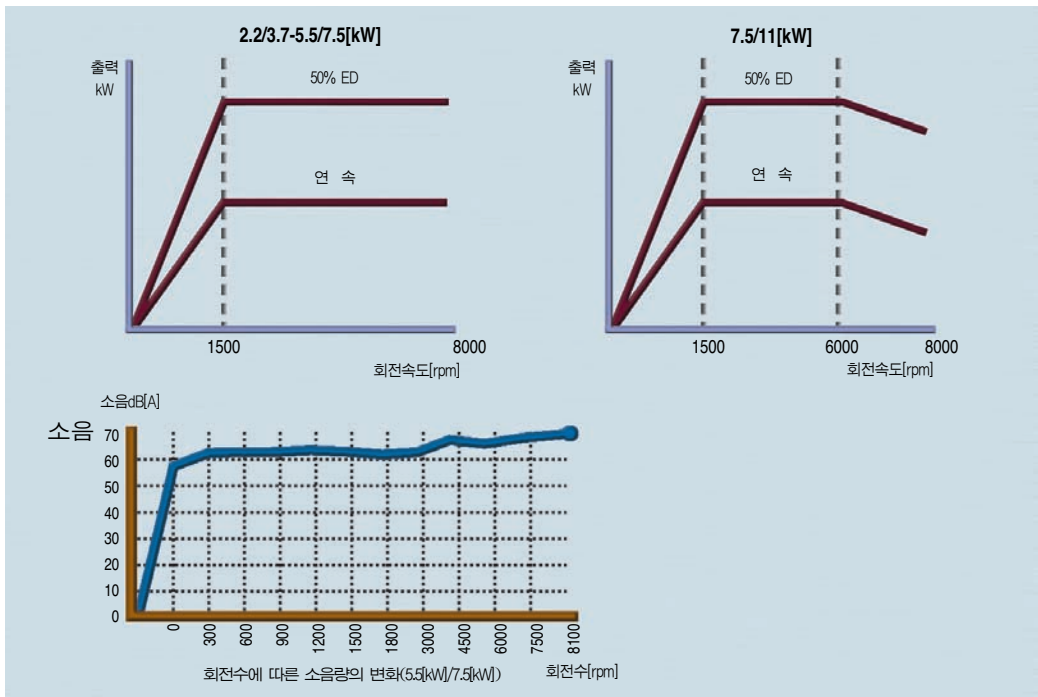 2.2/3.7-5.5/7.5[kW]
출력
kW
50% ED
연 속
1500
8000
회전속도[rpm]
7.5/11[kW]
출력
kW
50% ED
연 속
1500
6000
8000
회전속도[rpm]
소음dB[A]
소음
70
60
50
40
30
20
10
0
0
300
600
900
1200
1500
1800
3000
4500
6000
7500
8100
회전수에 따른 소음량의 변화(5.5[kW]/7.5[kW])
회전수[rpm]